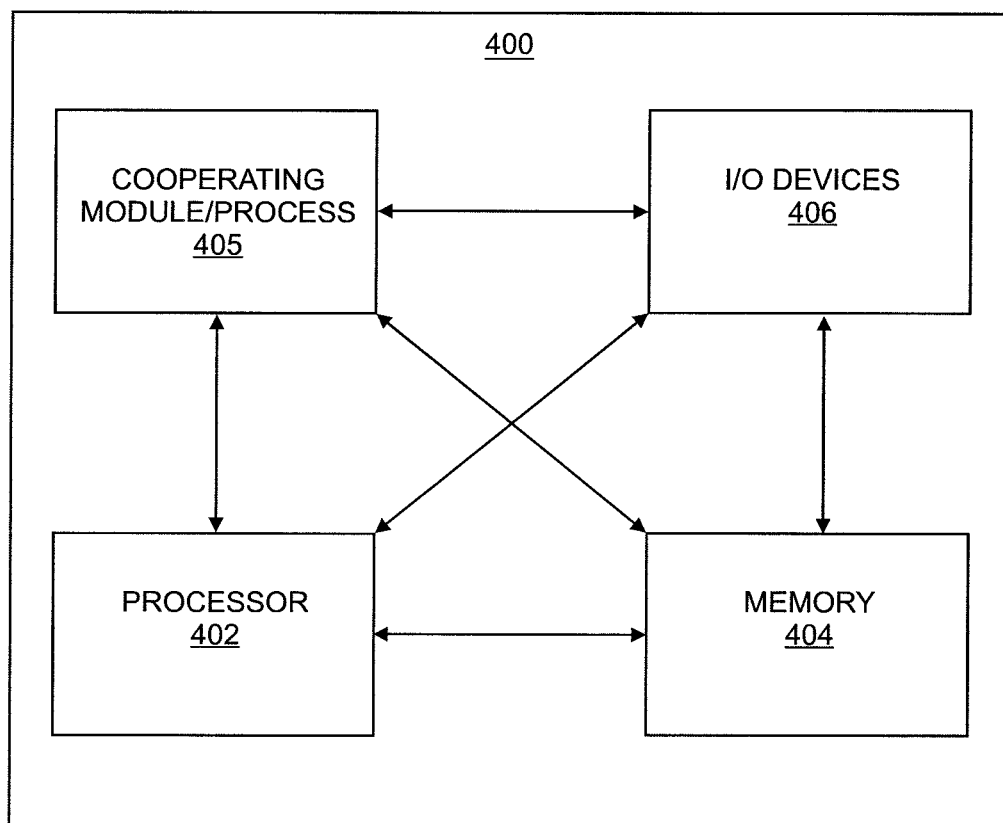 400
COOPERATING
MODULE/PROCESS
405
I/O DEVICES
406
PROCESSOR
402
MEMORY
404